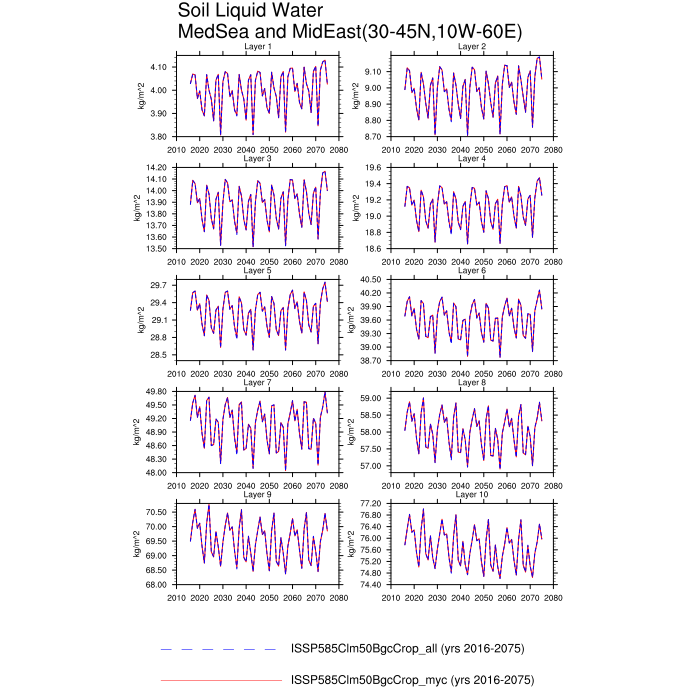 Soil Liquid Water
MedSea and MidEast(30-45N,10W-60E)
Layer 1
Layer 2
kg/m^2
4.10
4.00
3.90
3.80
2010 2020 2030 2040 2050 2060 2070 2080
kg/m^2
9.10
9.00
8.90
8.80
8.70
2010 2020 2030 2040 2050 2060 2070 2080
Layer 3
Layer 4
kg/m^2
14.20
14.10
14.00
13.90
13.80
13.70
13.60
13.50
2010 2020 2030 2040 2050 2060 2070 2080
kg/m^2
19.6
19.4
19.2
19.0
18.8
18.6
2010 2020 2030 2040 2050 2060 2070 2080
Layer 5
Layer 6
kg/m^2
29.7
29.4
29.1
28.8
28.5
2010 2020 2030 2040 2050 2060 2070 2080
kg/m^2
40.50
40.20
39.90
39.60
39.30
39.00
38.70
2010 2020 2030 2040 2050 2060 2070 2080
Layer 7
Layer 8
kg/m^2
49.80
49.50
49.20
48.90
48.60
48.30
48.00
2010 2020 2030 2040 2050 2060 2070 2080
kg/m^2
59.00
58.50
58.00
57.50
57.00
2010 2020 2030 2040 2050 2060 2070 2080
Layer 9
Layer 10
kg/m^2
70.50
70.00
69.50
69.00
68.50
68.00
2010 2020 2030 2040 2050 2060 2070 2080
kg/m^2
77.20
76.80
76.40
76.00
75.60
75.20
74.80
74.40
2010 2020 2030 2040 2050 2060 2070 2080
ISSP585Clm50BgcCrop_all (yrs 2016-2075)
ISSP585Clm50BgcCrop_myc (yrs 2016-2075)